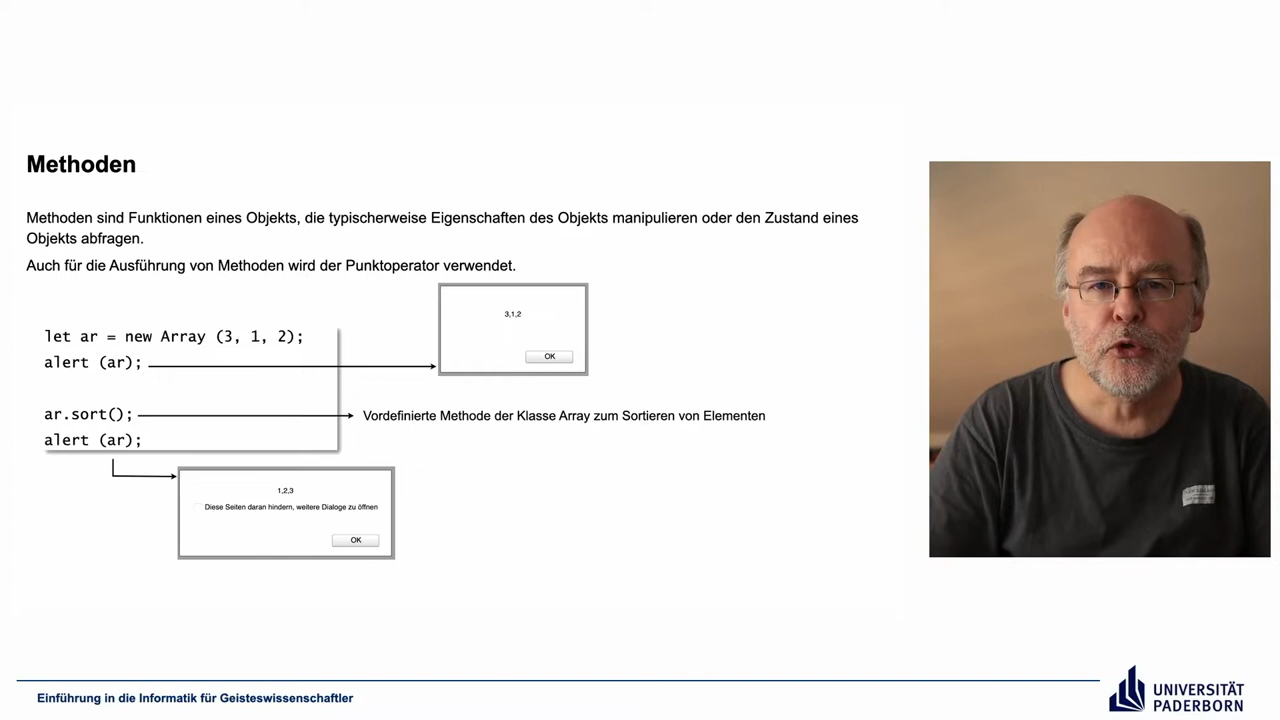 Methoden
Methoden sind Funktionen eines Objekts, die typischerweise Eigenschaften des Objekts manipulieren oder den Zustand eines
Objekts abfragen.
Auch für die Ausführung von Methoden wird der Punktoperator verwendet.
3,1,2
OK
let ar = new Array (3, 1, 2);
alert (ar);
ar.sort();
Vordefinierte Methode der Klasse Array zum Sortieren von Elementen
alert (ar);
1,2,3
Diese Seiten daran hindern, weitere Dialoge zu öffnen
OK
Einführung in die Informatik für Geisteswissenschaftler
UNIVERSITÄT
PADERBORN